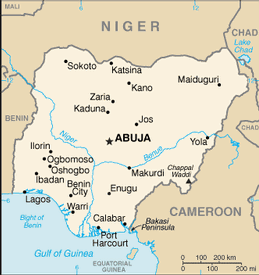 NIGER
CHAD
Lake
Chad
Sokoto
Katsina
Kano
Maiduguri
Zaria
Kaduna
Jos
BENIN
Niger
ABUJA
Yola
Benue
Ilorin
Ogbomoso
Oshogbo
Chappal
Waddi
Makurdi
Ibadan
Benin
City
Enugu
Lagos
Warri
CAMEROON
Bight of
Benin
Calabar
Bakasi
Peninsula
Port
Harcourt
Gulf of Guinea
EQUATORIAL
GUINEA
0 100 200 km
0 100 200 mi